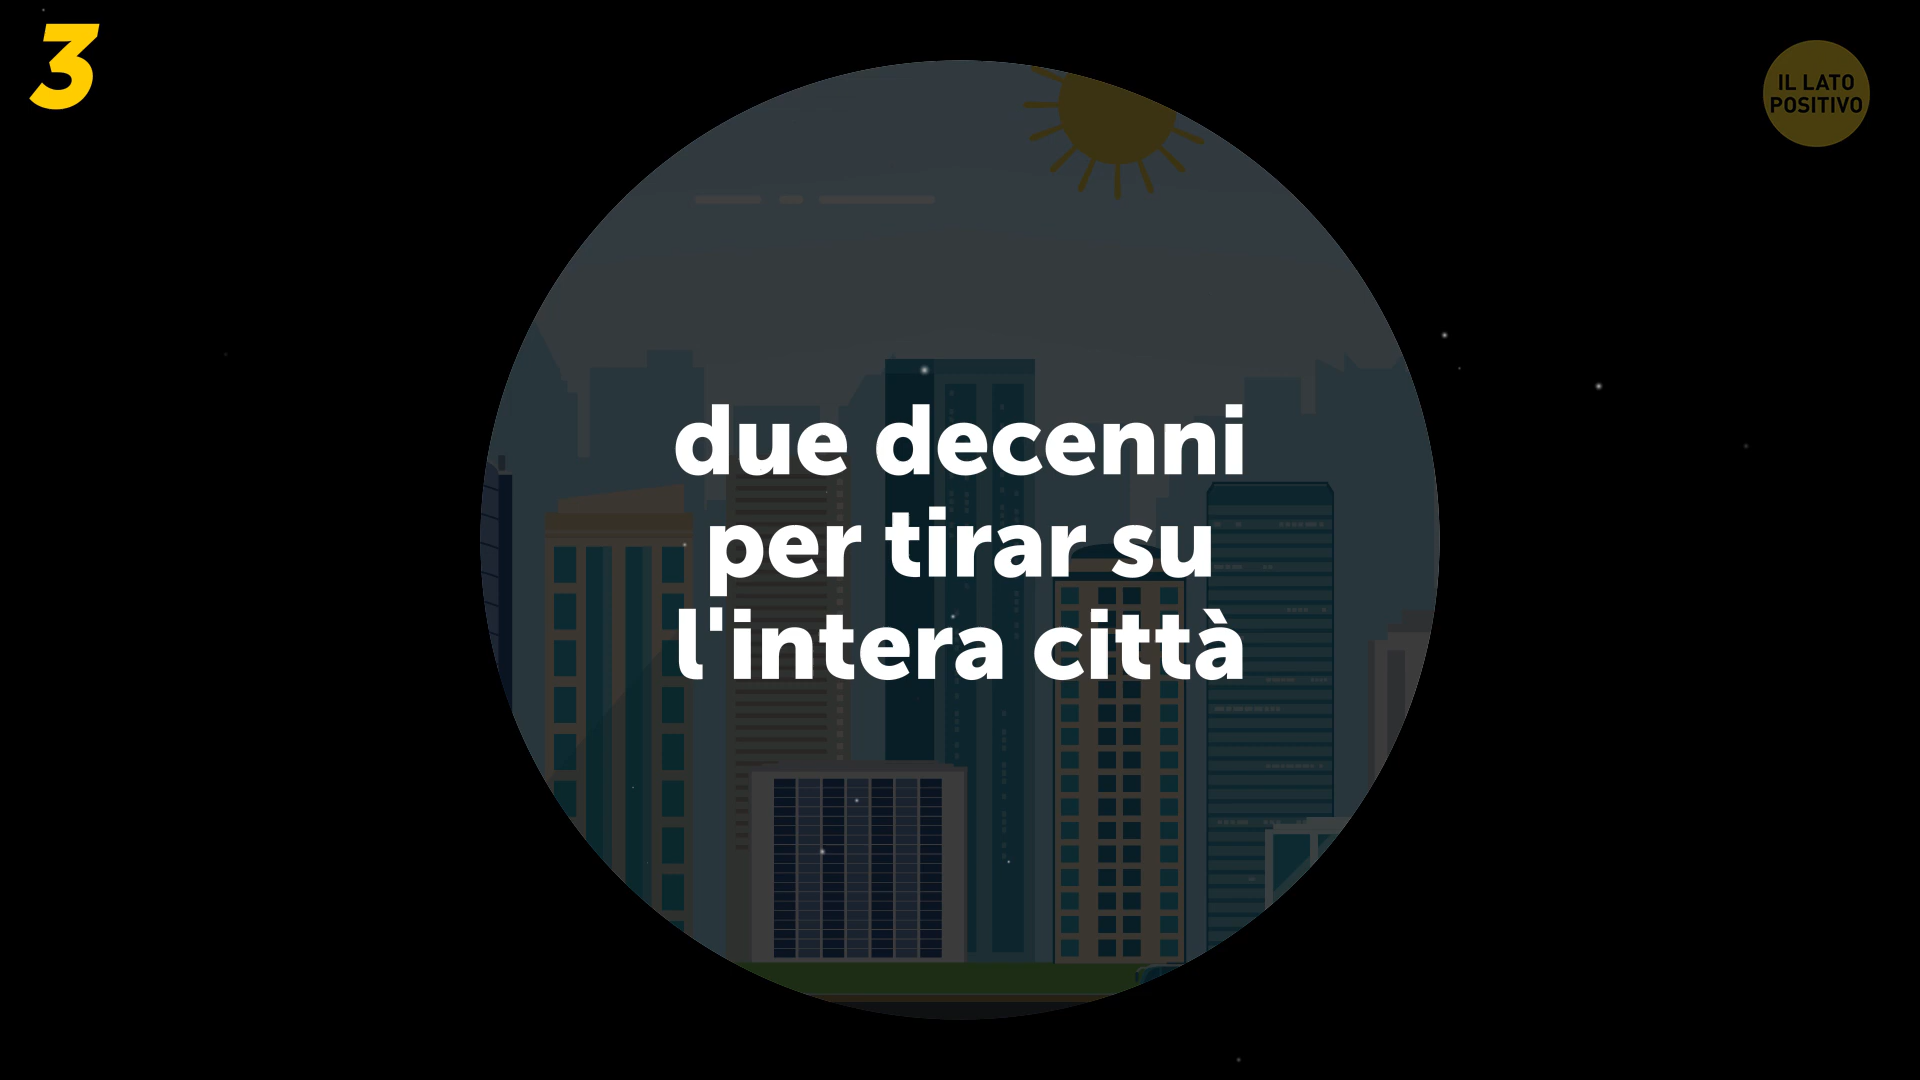 3
IL LATO
POSITIVO
due decenni
per tirar su
l'intera città